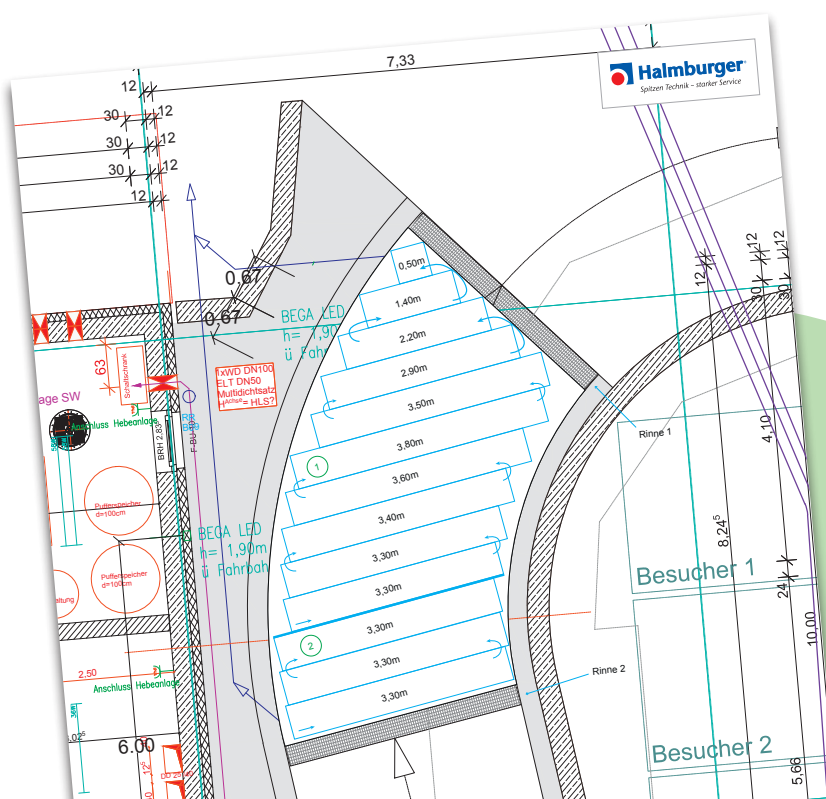 7,33
Halmburger®
Spitzen Technik – starker Service
12
30
12
30
12
30
12
12
0,67
0,67
BEGA LED
h= 1,90
ü Fahr
0,50m
1.40m
2.20m
2.90m
3.50m
3,80m
3,60m
3,40m
3,30m
3,30m
3,30m
3,30m
3,30m
1
2
12
30
12
30
12
63
Schaltschrank
1xWD DN100
ELT DN50
Multidichtsatz
age SW
Anschluss Hebeanlage
BRH 2.83
Rinne 1
4,10
8,24⁵
Pufferspeicher
d=100cm
BEGA LED
h= 1,90m
ü Fahrbah
Pufferspeicher
d=100cm
altung
Besucher 1
24
10,00
2,50
Anschluss Hebeanlage
Rinne 2
,02⁵
6.00
Besucher 2
5,66